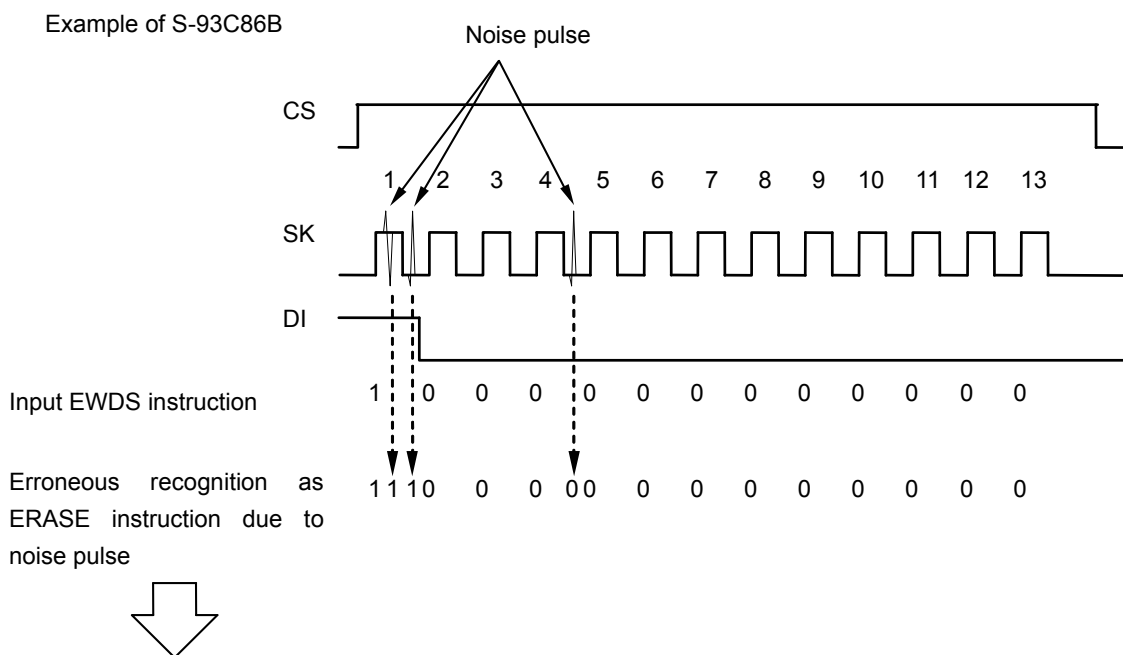 Example of S-93C86B
Noise pulse
CS
1 2 3 4 5 6 7 8 9 10 11 12 13
SK
DI
Input EWDS instruction 1 0 0 0 0 0 0 0 0 0 0 0 0
Erroneous recognition as 1 1 1 0 0 0 0 0 0 0 0 0 0 0 0 0
ERASE instruction due to
noise pulse